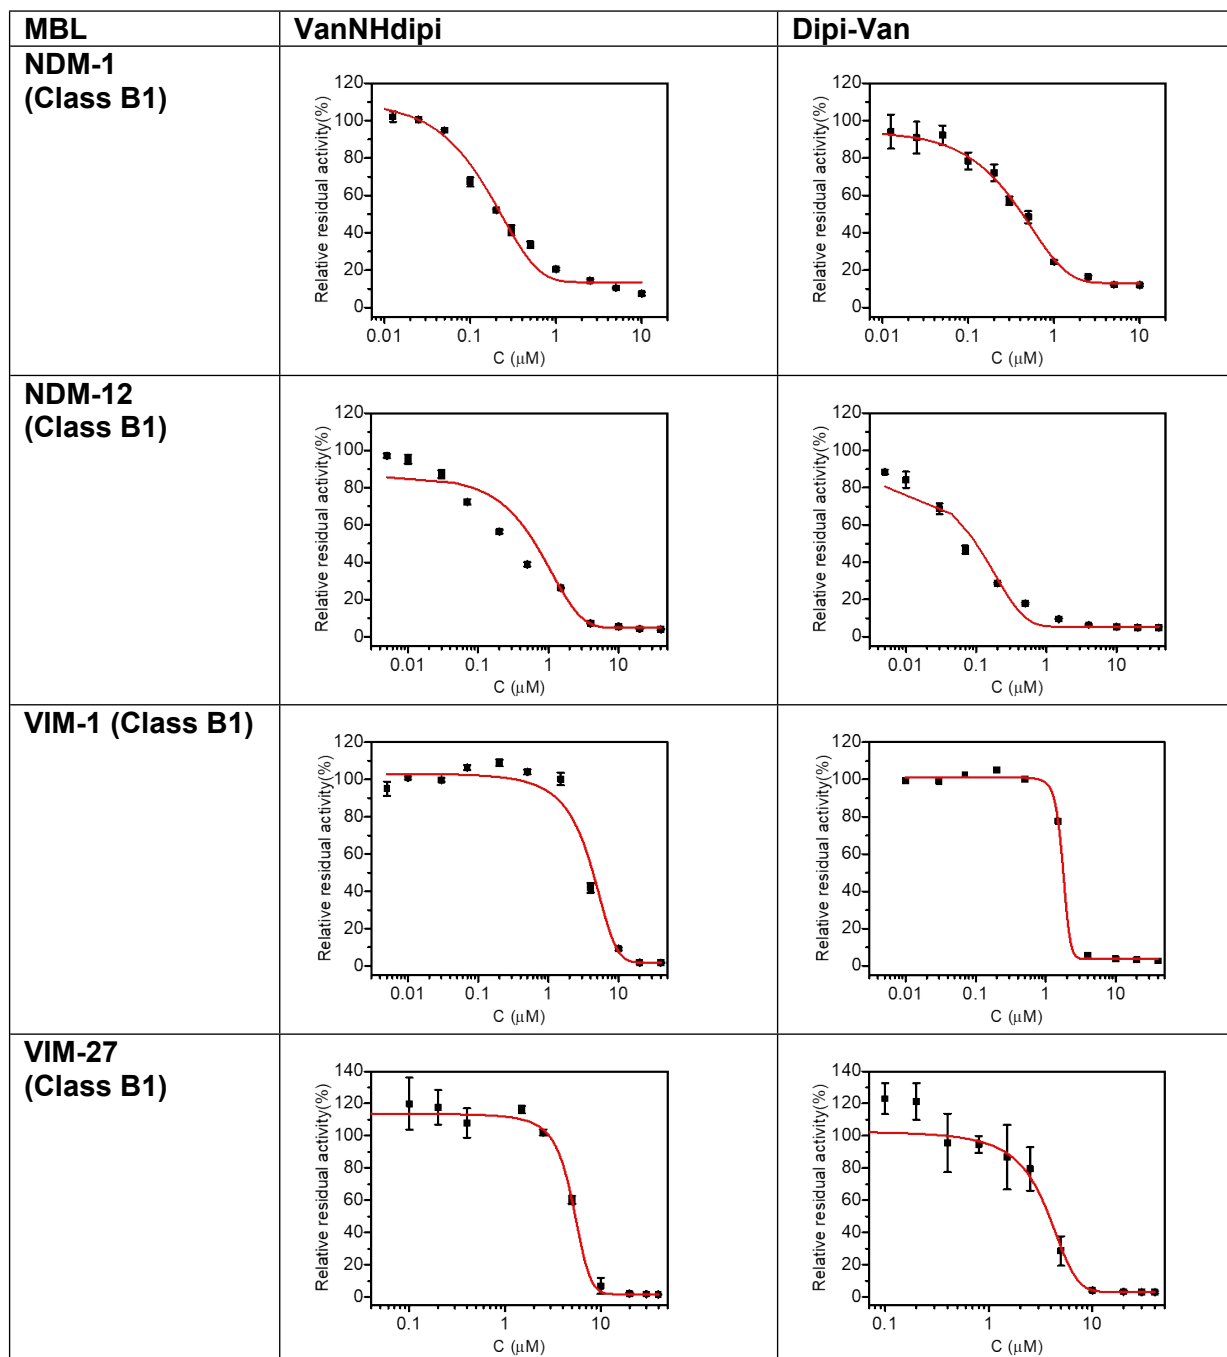 MBL VanNHdipi Dipi-Van
NDM-1
(Class B1)
Relative residual activity(%)
120
100
80
60
40
20
0
0.01 0.1 1 10
C (μM)
Relative residual activity(%)
120
100
80
60
40
20
0
0.01 0.1 1 10
C (μM)
NDM-12
(Class B1)
Relative residual activity(%)
120
100
80
60
40
20
0
0.01 0.1 1 10
C (μM)
Relative residual activity(%)
120
100
80
60
40
20
0
0.01 0.1 1 10
C (μM)
VIM-1 (Class B1)
Relative residual activity(%)
120
100
80
60
40
20
0
0.01 0.1 1 10
C (μM)
Relative residual activity(%)
120
100
80
60
40
20
0
0.01 0.1 1 10
C (μM)
VIM-27
(Class B1)
Relative residual activity(%)
140
120
100
80
60
40
20
0
0.1 1 10
C (μM)
Relative residual activity(%)
140
120
100
80
60
40
20
0
0.1 1 10
C (μM)